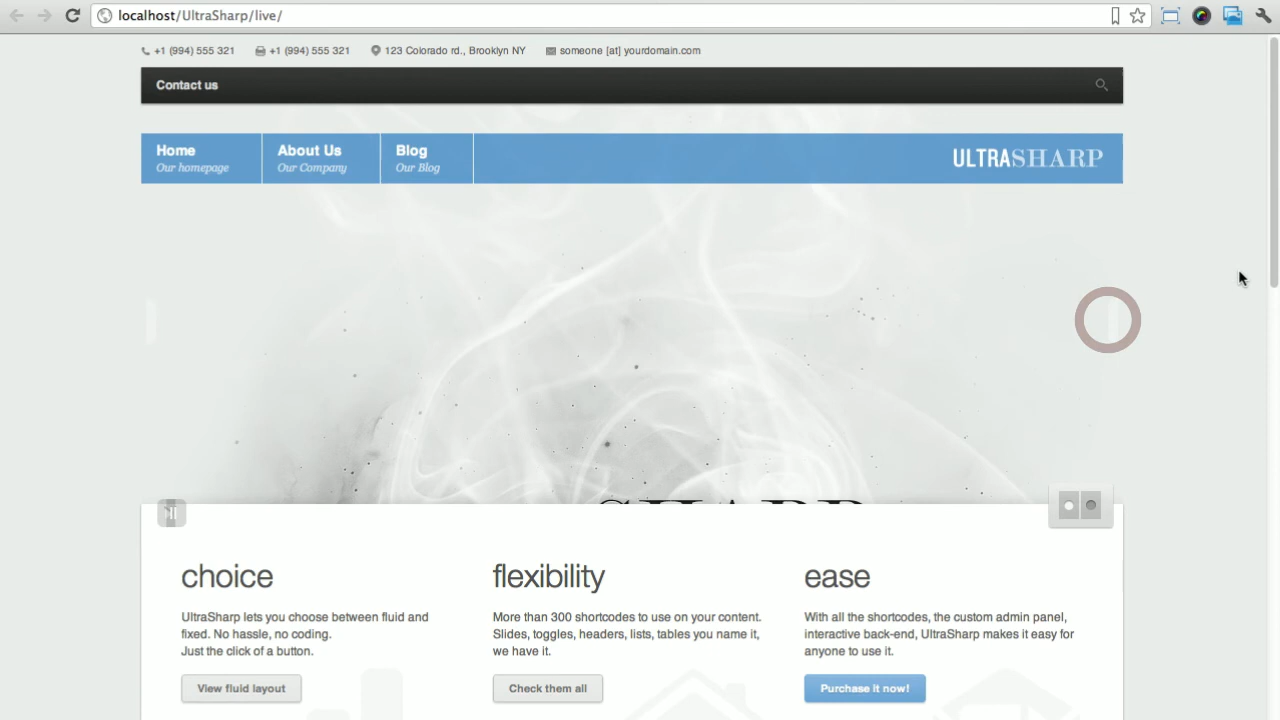 localhost/UltraSharp/live/
+1 (994) 555 321 +1 (994) 555 321 123 Colorado rd., Brooklyn NY someone [at] yourdomain.com
Contact us
Home About Us Blog ULTRASHARP
Our homepage Our Company Our Blog
SHARP
choice flexibility ease
UltraSharp lets you choose between fluid and
fixed. No hassle, no coding.
Just the click of a button.
View fluid layout
More than 300 shortcodes to use on your content.
Slides, toggles, headers, lists, tables you name it,
we have it.
Check them all
With all the shortcodes, the custom admin panel,
interactive back-end, UltraSharp makes it easy for
anyone to use it.
Purchase it now!